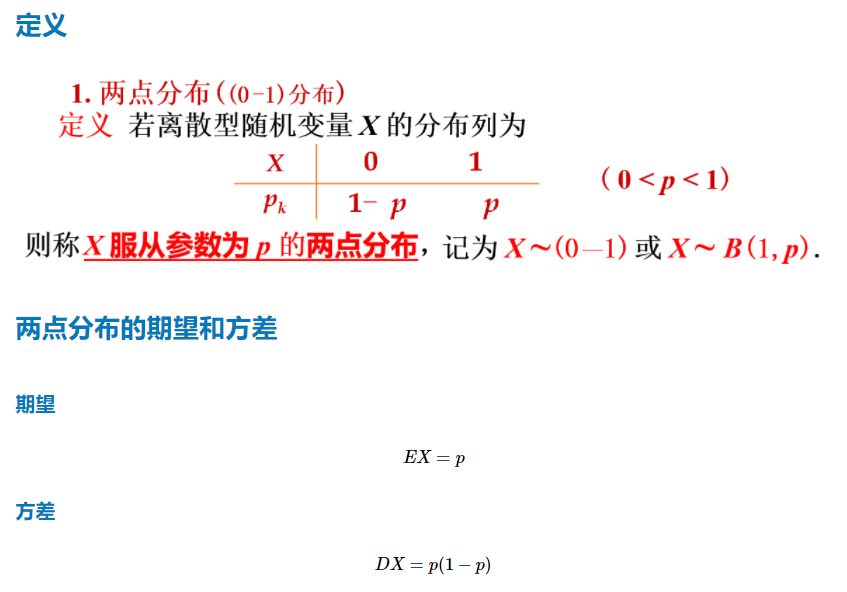 定义
1. 两点分布((0-1)分布)
定义 若离散型随机变量 X 的分布列为
X 0 1
(0<p<1)
pk 1- p p
则称X 服从参数为 p 的两点分布，记为 X~(0—1) 或 X~ B(1,p).
两点分布的期望和方差
期望
EX = p
方差
DX = p(1 − p)